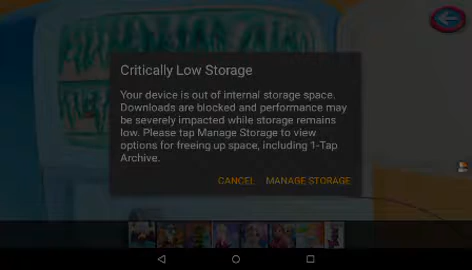 Critically Low Storage
Your device is out of internal storage space.
Downloads are blocked and performance may
be severely impacted while storage remains
low. Please tap Manage Storage to view
options for freeing up space, including 1-Tap
Archive.
CANCEL MANAGE STORAGE